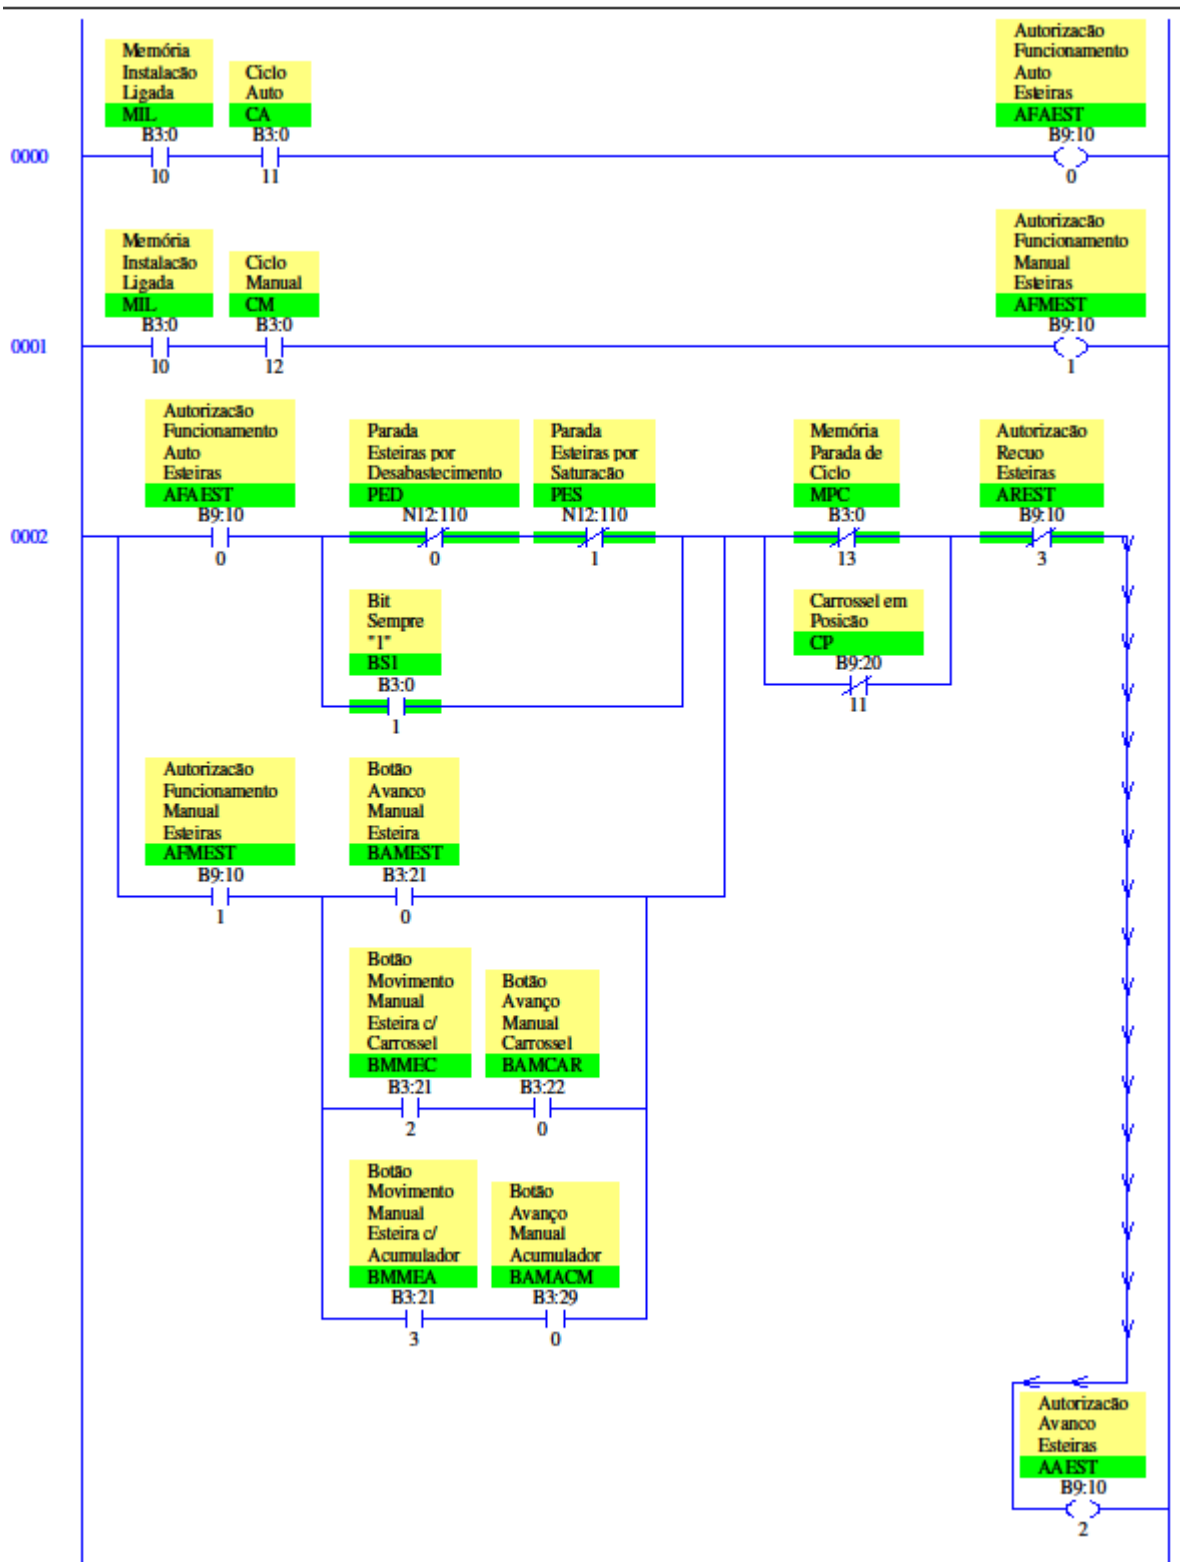 Memória
Instalacão
Ligada
MIL
B3:0
10
Ciclo
Auto
CA
B3:0
11
Autorizacão
Funcionamento
Auto
Esteiras
AFAEST
B9:10
0
0000
Memória
Instalacão
Ligada
MIL
B3:0
10
Ciclo
Manual
CM
B3:0
12
Autorizacão
Funcionamento
Manual
Esteiras
AFMEST
B9:10
1
0001
Autorizacão
Funcionamento
Auto
Esteiras
AFAEST
B9:10
0
Parada
Esteiras por
Desabastecimento
PED
N12:110
0
Parada
Esteiras por
Saturacão
PES
N12:110
1
Memória
Parada de
Ciclo
MPC
B3:0
13
Autorizacão
Recuo
Esteiras
AREST
B9:10
3
0002
Bit
Sempre
"1"
BS1
B3:0
1
Carrossel em
Posicão
CP
B9:20
11
Autorizacão
Funcionamento
Manual
Esteiras
AFMEST
B9:10
1
Botão
Avanco
Manual
Esteira
BAMEST
B3:21
0
Botão
Movimento
Manual
Esteira c/
Carrossel
BMMEC
B3:21
2
Botão
Avanço
Manual
Carrossel
BAMCAR
B3:22
0
Botão
Movimento
Manual
Esteira c/
Acumulador
BMMEA
B3:21
3
Botão
Avanço
Manual
Acumulador
BAMACM
B3:29
0
Autorizacão
Avanco
Esteiras
AAEST
B9:10
2